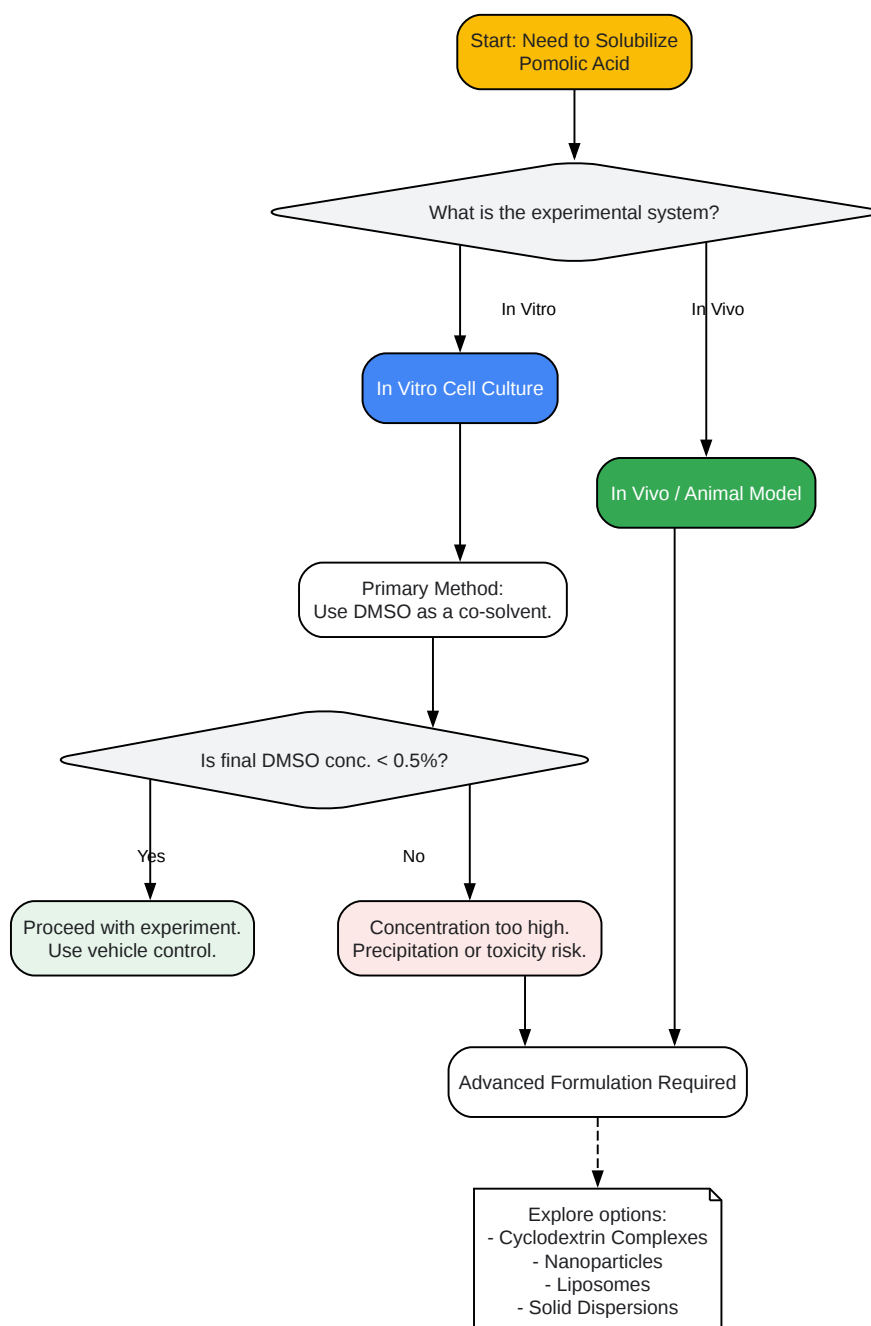 Start: Need to Solubilize
Pomolic Acid
What is the experimental system?
In Vitro
In Vivo
In Vitro Cell Culture
In Vivo / Animal Model
Primary Method:
Use DMSO as a co-solvent.
Is final DMSO conc. < 0.5%?
Yes
No
Proceed with experiment.
Use vehicle control.
Concentration too high.
Precipitation or toxicity risk.
Advanced Formulation Required
Explore options:
- Cyclodextrin Complexes
- Nanoparticles
- Liposomes
- Solid Dispersions